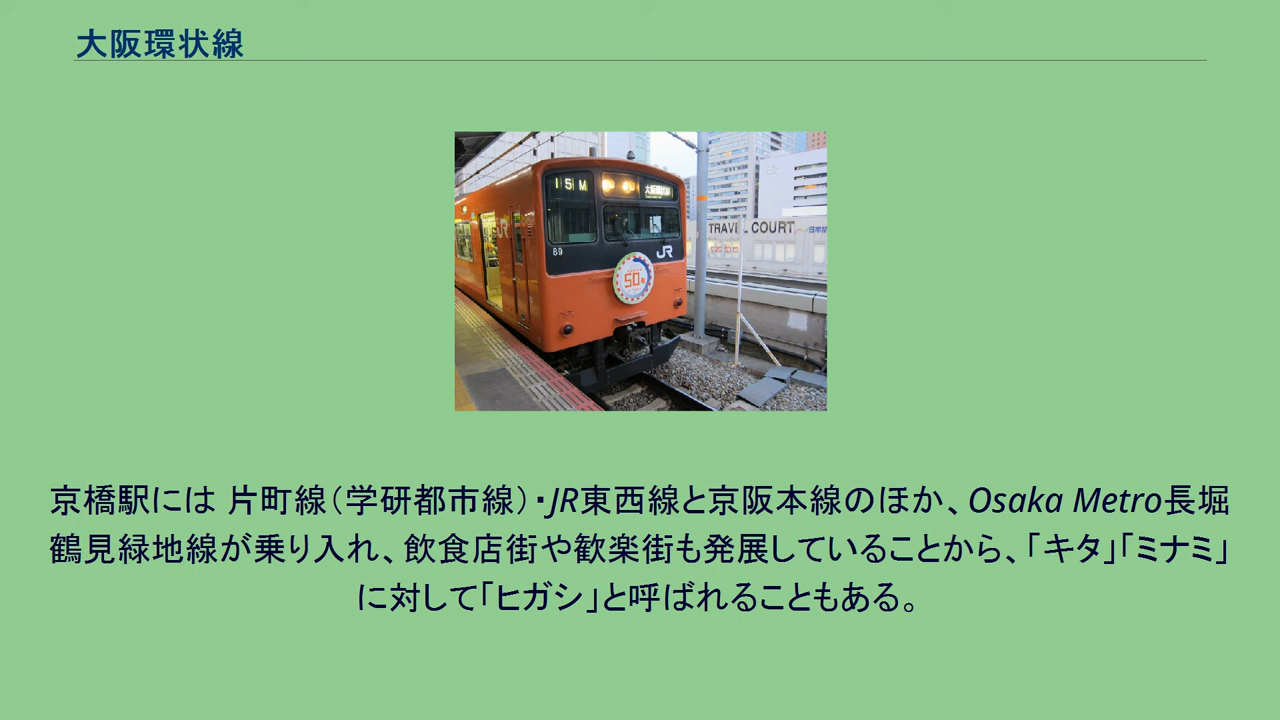 大阪環状線
151M
大阪環状線
JR
89
JR
50
TRAVEL COURT
京橋駅には 片町線（学研都市線）・JR東西線と京阪本線のほか、Osaka Metro長堀
鶴見緑地線が乗り入れ、飲食店街や歓楽街も発展していることから、「キタ」「ミナミ」
に対して「ヒガシ」と呼ばれることもある。